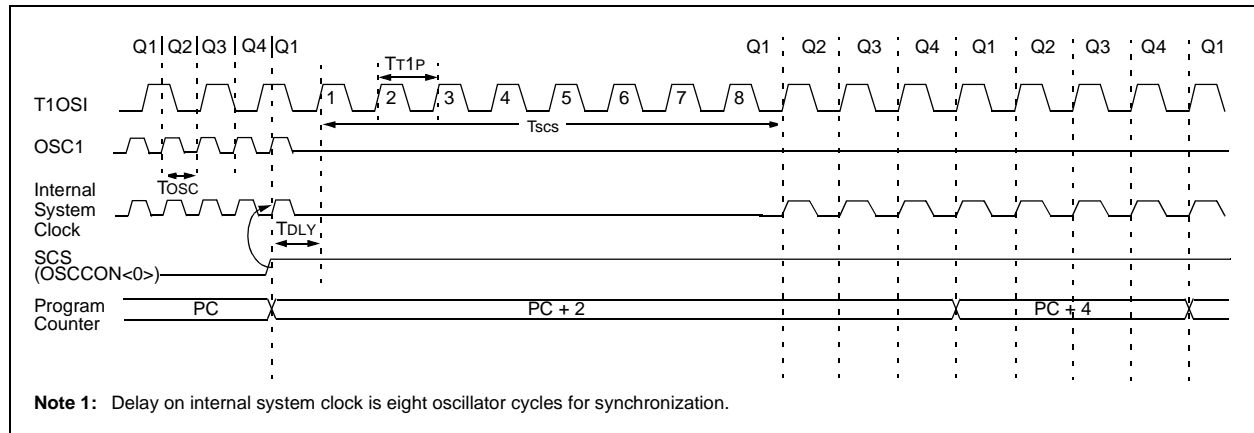 Q1 Q2 Q3 Q4 Q1 Q1 Q2 Q3 Q4 Q1 Q2 Q3 Q4 Q1
TT1P
T1OSI 1 2 3 4 5 6 7 8
TSCS
OSC1
TOSC
Internal
System
Clock
TDLY
SCS
(OSCCON<0>)
Program
Counter
PC PC + 2 PC + 4
Note 1: Delay on internal system clock is eight oscillator cycles for synchronization.